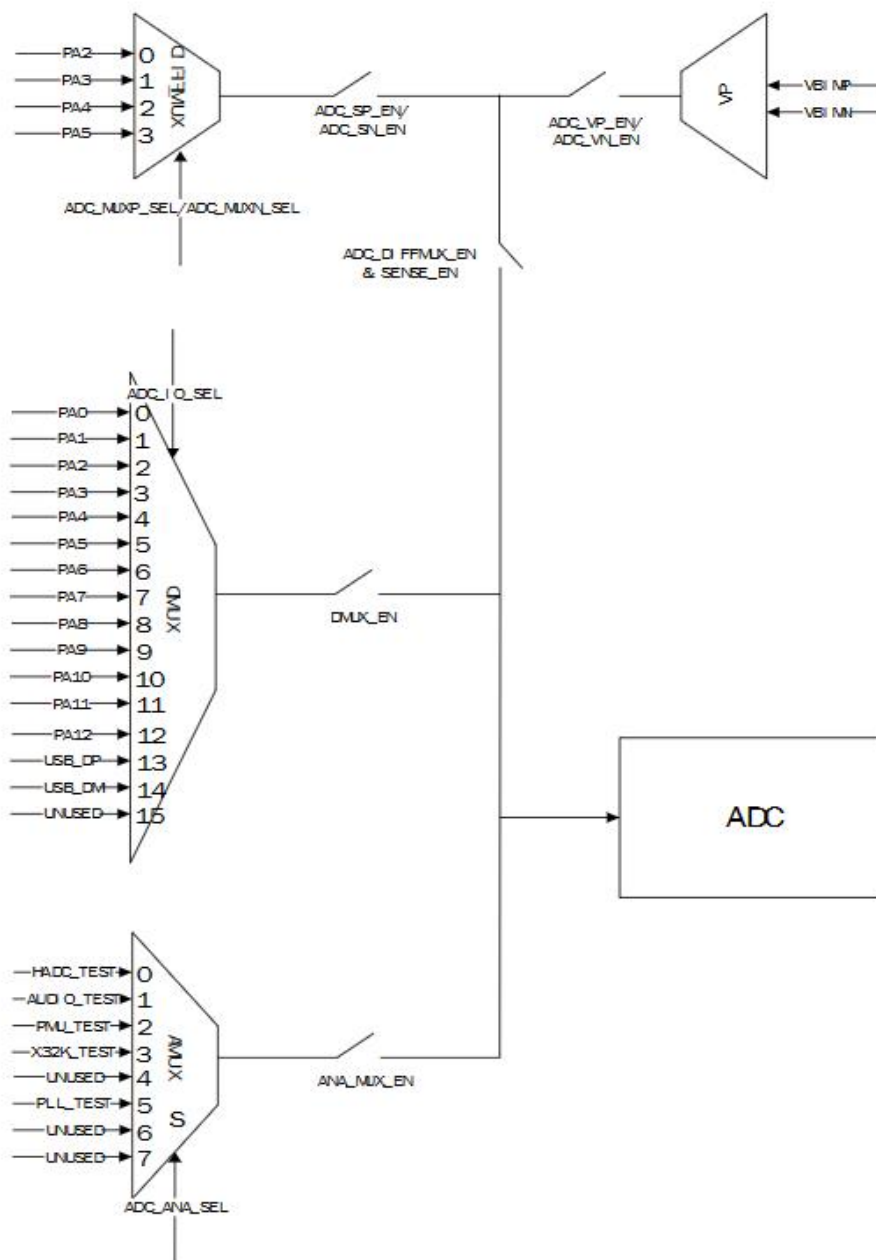 PA2
PA3
PA4
PA5
0
1
2
3
DIFFMUX
ADC_SP_EN/
ADC_SN_EN
ADC_VP_EN/
ADC_VN_EN
VP
VBINP
VBINN
ADC_MUXP_SEL/ADC_MUXN_SEL
ADC_DIFFMUX_EN
& SENSE_EN
ADC_IO_SEL
PA0 0
PA1 1
PA2 2
PA3 3
PA4 4
PA5 5
PA6 6
PA7 7
PA8 8
PA9 9
PA10 10
PA11 11
PA12 12
USB_DP 13
USB_DM 14
UNUSED 15
DMUX_EN
ADC
HADC_TEST 0
AUDIO_TEST 1
PMU_TEST 2
X32K_TEST 3
UNUSED 4
PLL_TEST 5
UNUSED 6
UNUSED 7
AMUX
S
ANA_MUX_EN
ADC_ANA_SEL